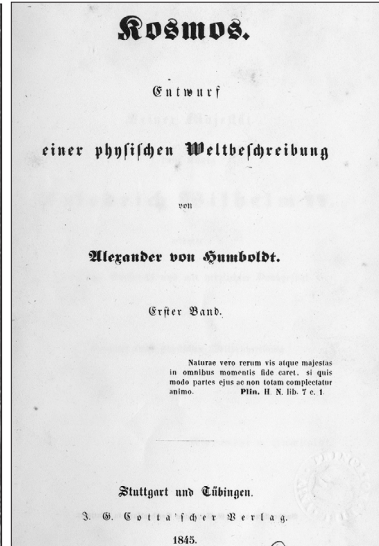 Kosmos.
Entwurf
einer physischen Weltbeschreibung
von
Alexander von Humboldt.
Erster Band.
Naturae vero rerum vis atque majestas
in omnibus momentis fide caret, si quis
modo partes ejus ac non totam complectatur
animo. Plin. H. N. lib. 7 c. 1.
Stuttgart und Tübingen.
J. G. Cotta'scher Verlag.
1845.